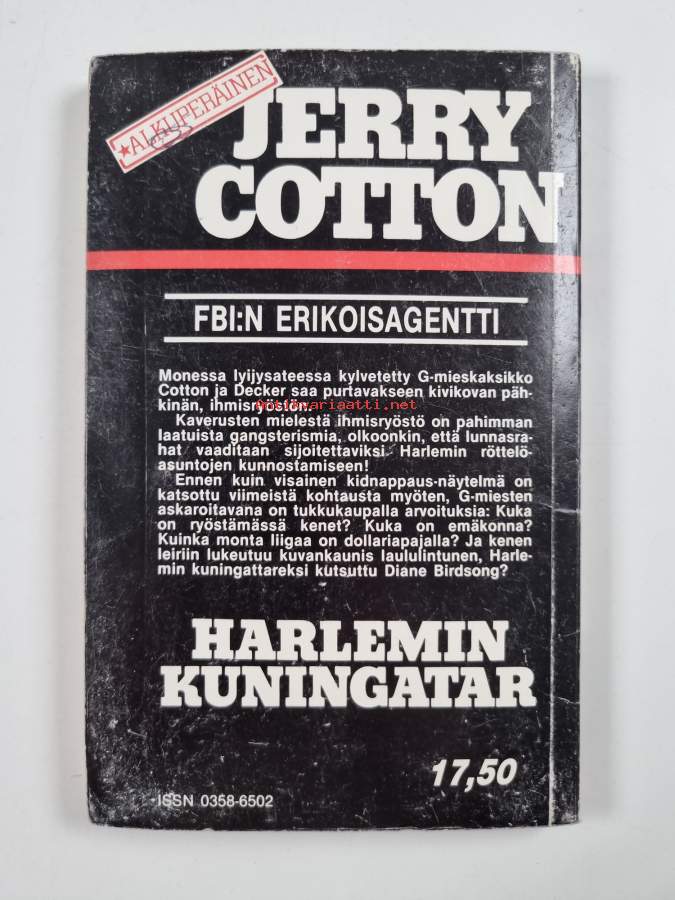 ★ALKUPERÄINEN
JERRY
COTTON
FBI:N ERIKOISAGENTTI
Monessa lyijysateessa kylvetetty G-mieskaksikko
Cotton ja Decker saa purtavakseen kivikovan päh-
kinän, ihmisryöstön.
antikvariaatti.net
Kaverusten mielestä ihmisryöstö on pahimman
laatuista gangsterismia, olkoonkin, että lunnasra-
hat vaaditaan sijoitettaviksi Harlemin röttelö-
asuntojen kunnostamiseen!
Ennen kuin visainen kidnappaus-näytelmä on
katsottu viimeistä kohtausta myöten, G-miesten
askaroitavana on tukkukaupalla arvoituksia: Kuka
on ryöstämässä kenet? Kuka on emäkonna?
Kuinka monta liigaa on dollariapajalla? Ja kenen
leiriin lukeutuu kuvankaunis laululintunen, Harle-
min kuningattareksi kutsuttu Diane Birdsong?
HARLEMIN
KUNINGATAR
17,50
ISSN 0358-6502